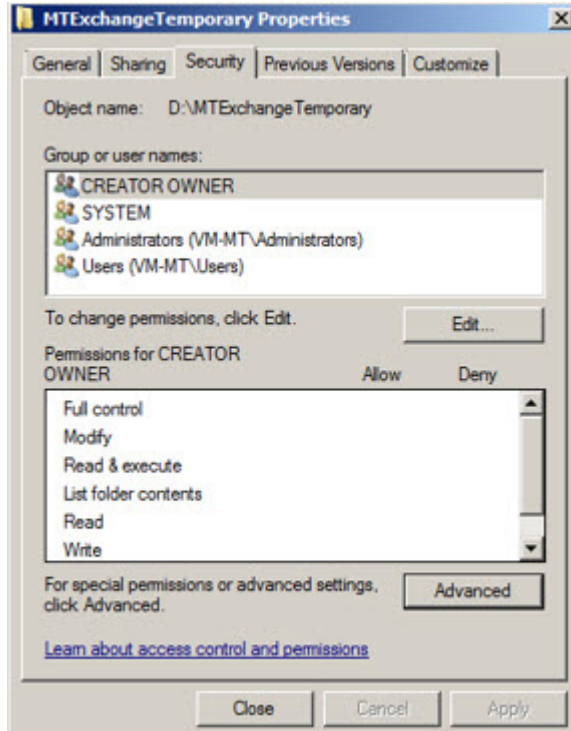 MTExchangeTemporary Properties
General Sharing Security Previous Versions Customize
Object name: D:\MTExchangeTemporary
Group or user names:
CREATOR OWNER
SYSTEM
Administrators (VM-MT\Administrators)
Users (VM-MT\Users)
To change permissions, click Edit.
Edit...
Permissions for CREATOR
OWNER Allow Deny
Full control
Modify
Read & execute
List folder contents
Read
Write
For special permissions or advanced settings,
click Advanced.
Advanced
Learn about access control and permissions
Close Cancel Apply